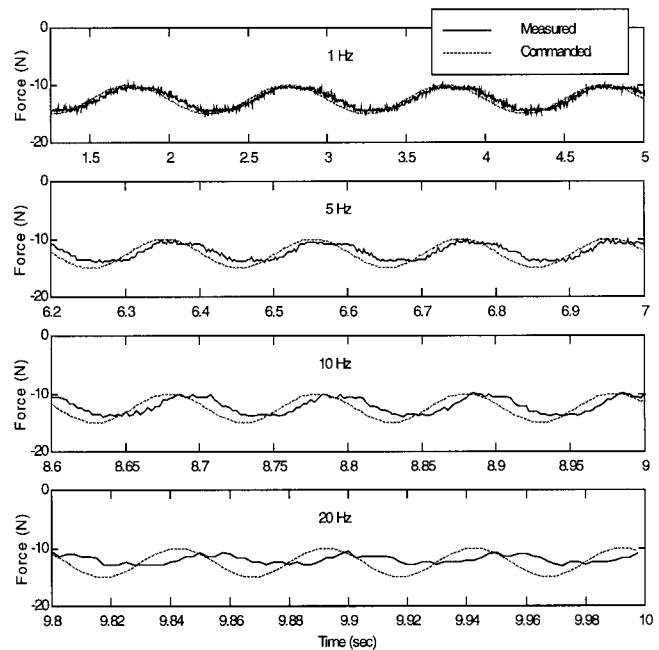 Measured
Commanded
1 Hz
0
-10
-20
Force (N)
1.5 2 2.5 3 3.5 4 4.5 5
5 Hz
0
-10
-20
Force (N)
6.2 6.3 6.4 6.5 6.6 6.7 6.8 6.9 7
10 Hz
0
-10
-20
Force (N)
8.6 8.65 8.7 8.75 8.8 8.85 8.9 8.95 9
20 Hz
0
-10
-20
Force (N)
9.8 9.82 9.84 9.86 9.88 9.9 9.92 9.94 9.96 9.98 10
Time (sec)